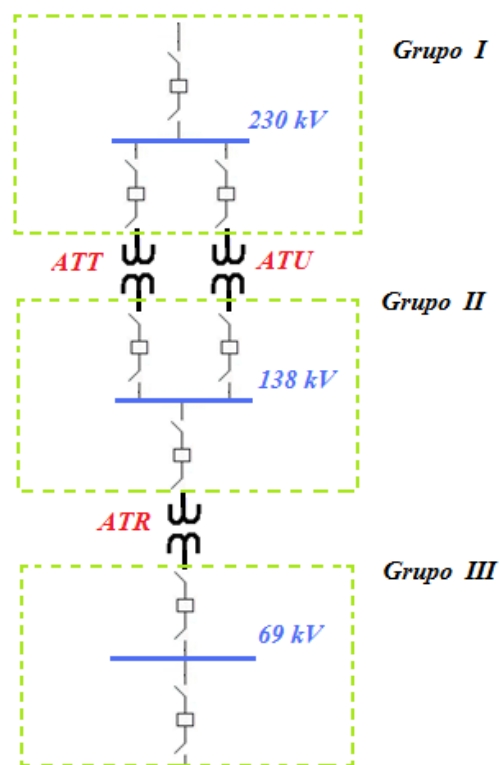 Grupo I
230 kV
ATT
ATU
Grupo II
138 kV
ATR
Grupo III
69 kV